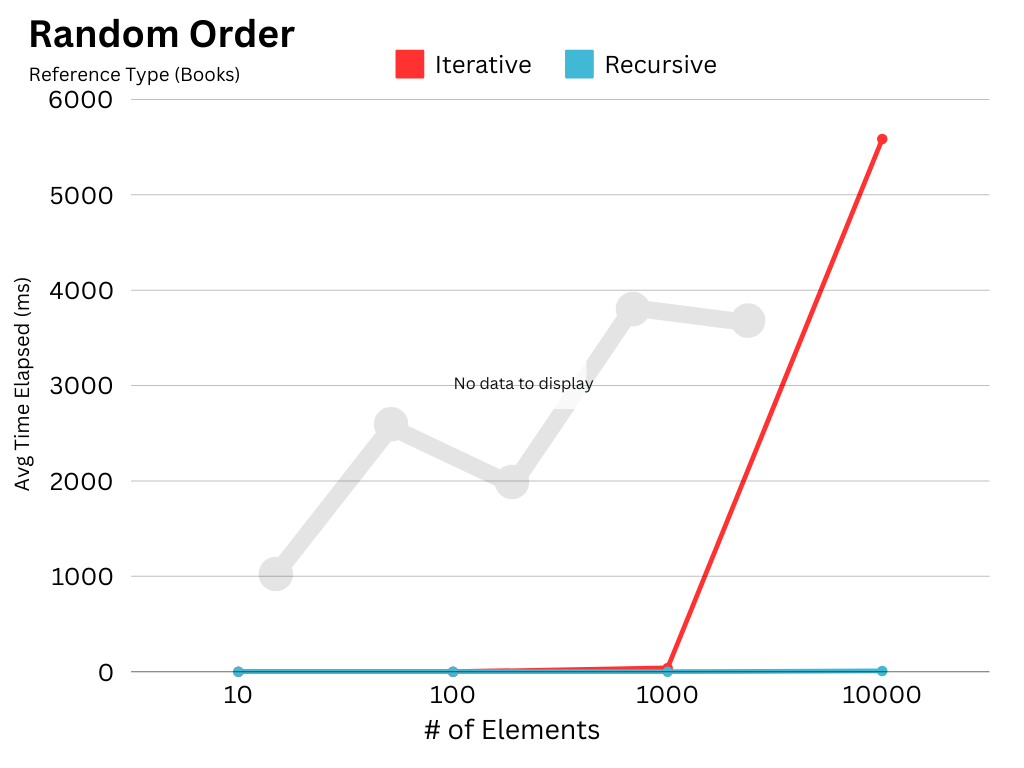 Random Order
Reference Type (Books)
Iterative
Recursive
6000
5000
4000
3000
2000
1000
0
Avg Time Elapsed (ms)
No data to display
10
100
1000
10000
# of Elements